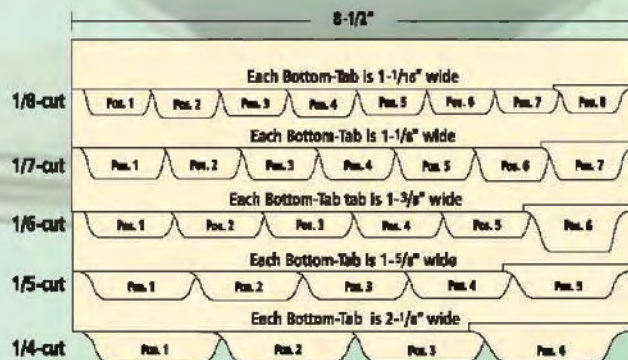 8-1/2"
Each Bottom-Tab is 1-1/16" wide
1/8-cut Pos. 1 Pos. 2 Pos. 3 Pos. 4 Pos. 5 Pos. 6 Pos. 7 Pos. 8
Each Bottom-Tab is 1-1/8" wide
1/7-cut Pos. 1 Pos. 2 Pos. 3 Pos. 4 Pos. 5 Pos. 6 Pos. 7
Each Bottom-Tab tab is 1-3/8" wide
1/6-cut Pos. 1 Pos. 2 Pos. 3 Pos. 4 Pos. 5 Pos. 6
Each Bottom-Tab is 1-5/8" wide
1/5-cut Pos. 1 Pos. 2 Pos. 3 Pos. 4 Pos. 5
Each Bottom-Tab is 2-1/8" wide
1/4-cut Pos. 1 Pos. 2 Pos. 3 Pos. 4